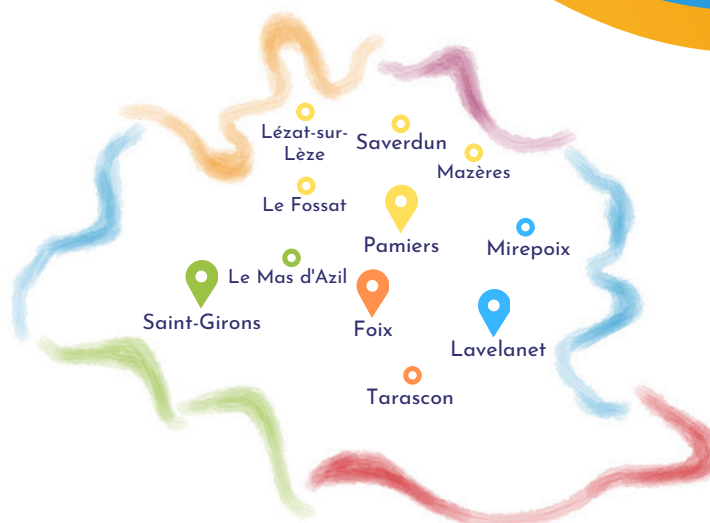 Lézat-sur-
Lèze
Saverdun
Mazères
Le Fossat
Pamiers
Mirepoix
Le Mas d'Azil
Saint-Girons
Foix
Lavelanet
Tarascon